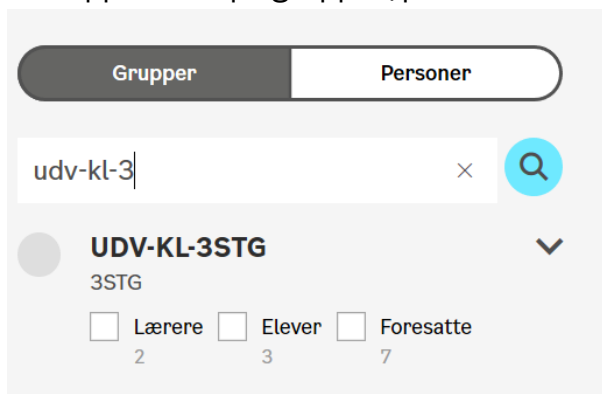 Grupper Personer
udv-kl-3
UDV-KL-3STG
3STG
Lærere Elever Foresatte
2 3 7